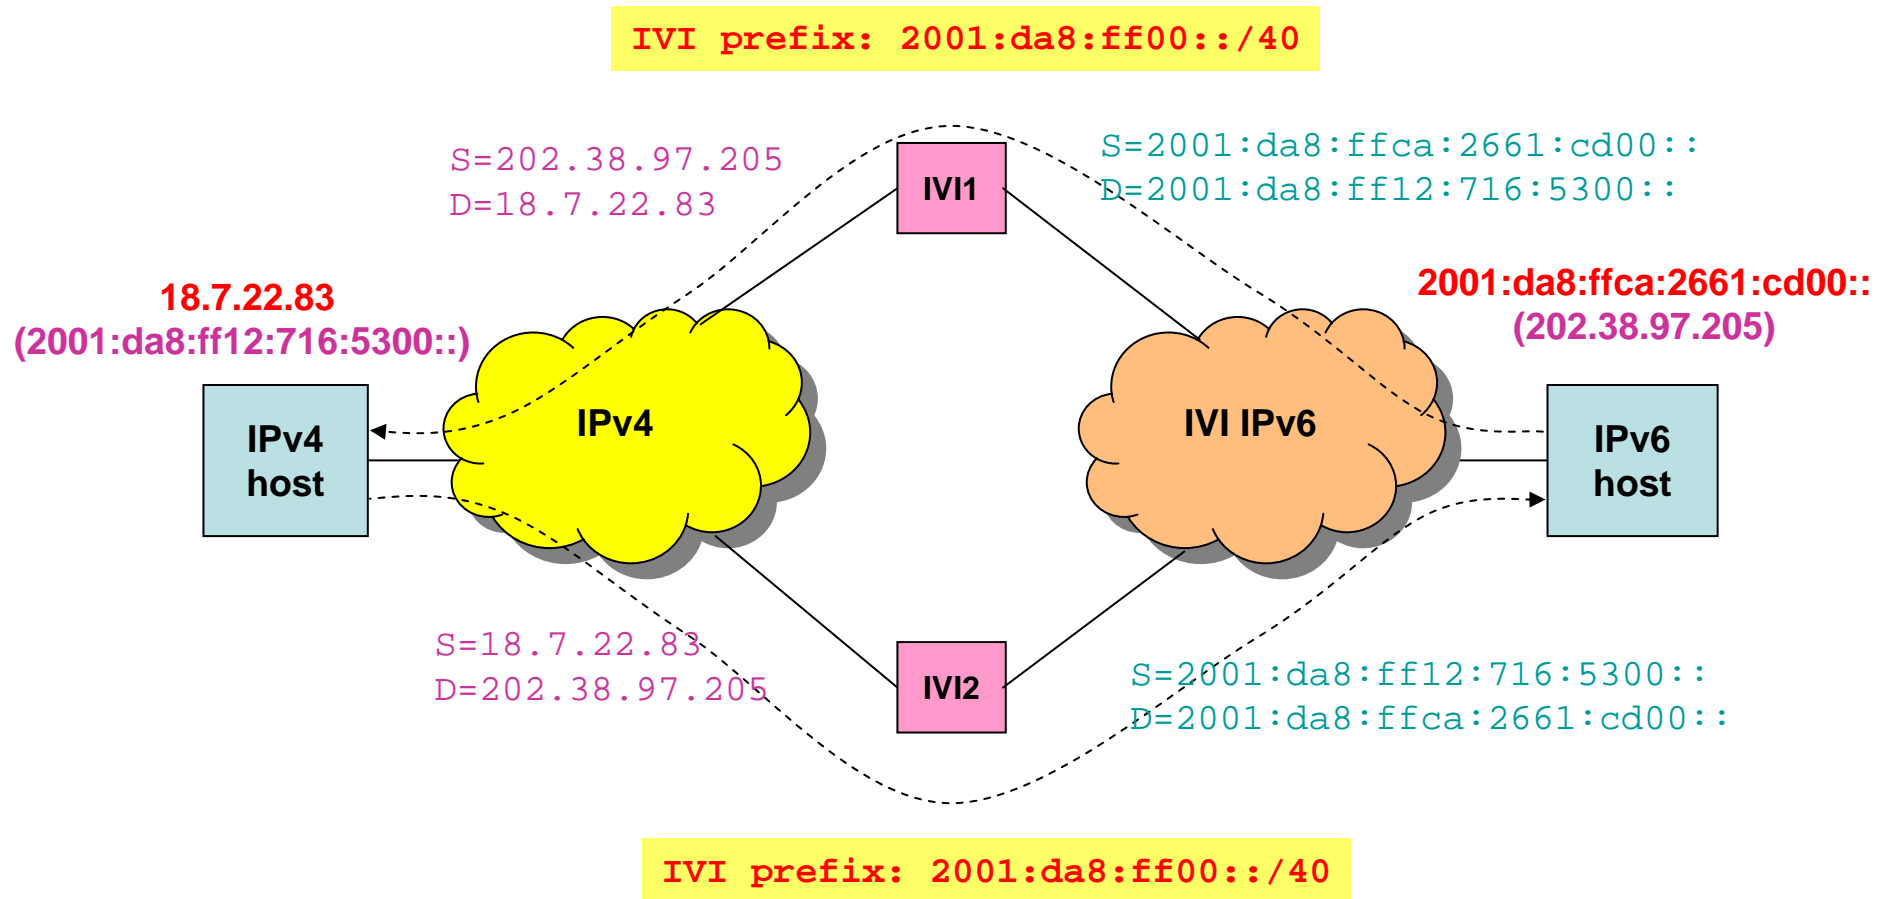 IVI prefix: 2001:da8:ff00::/40
S=202.38.97.205
D=18.7.22.83
IVI1
S=2001:da8:ffca:2661:cd00::
D=2001:da8:ff12:716:5300::
18.7.22.83
(2001:da8:ff12:716:5300::)
2001:da8:ffca:2661:cd00::
(202.38.97.205)
IPv4
host
IPv4
IVI IPv6
IPv6
host
S=18.7.22.83
D=202.38.97.205
IVI2
S=2001:da8:ff12:716:5300::
D=2001:da8:ffca:2661:cd00::
IVI prefix: 2001:da8:ff00::/40